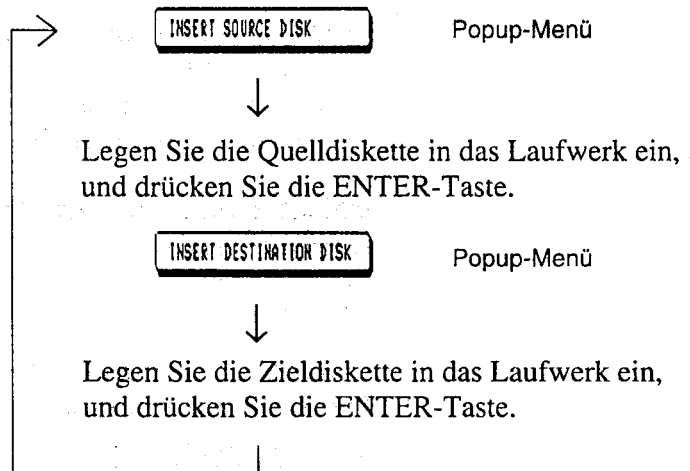 INSERT SOURCE DISK Popup-Menü
Legen Sie die Quelldiskette in das Laufwerk ein,
und drücken Sie die ENTER-Taste.
INSERT DESTINATION DISK Popup-Menü
Legen Sie die Zieldiskette in das Laufwerk ein,
und drücken Sie die ENTER-Taste.